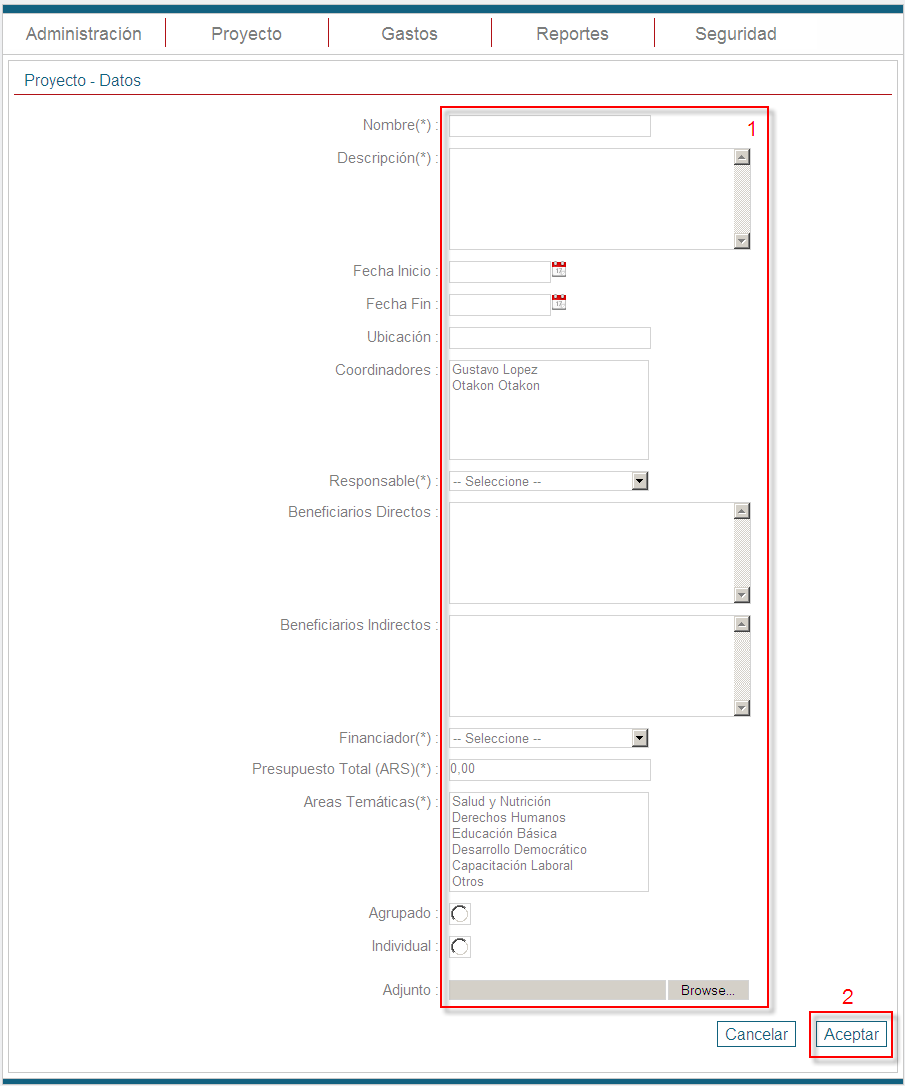 Administración Proyecto Gastos Reportes Seguridad
Proyecto - Datos
1
Nombre(*) :
Descripción(*) :
Fecha Inicio :
Fecha Fin :
Ubicación :
Coordinadores : Gustavo Lopez
Otakon Otakon
Responsable(*) : -- Seleccione --
Beneficiarios Directos :
Beneficiarios Indirectos :
Financiador(*) : -- Seleccione --
Presupuesto Total (ARS)(*) : 0,00
Areas Temáticas(*) : Salud y Nutrición
Derechos Humanos
Educación Básica
Desarrollo Democrático
Capacitación Laboral
Otros
Agrupado :
Individual :
Adjunto : Browse...
2
Cancelar Aceptar